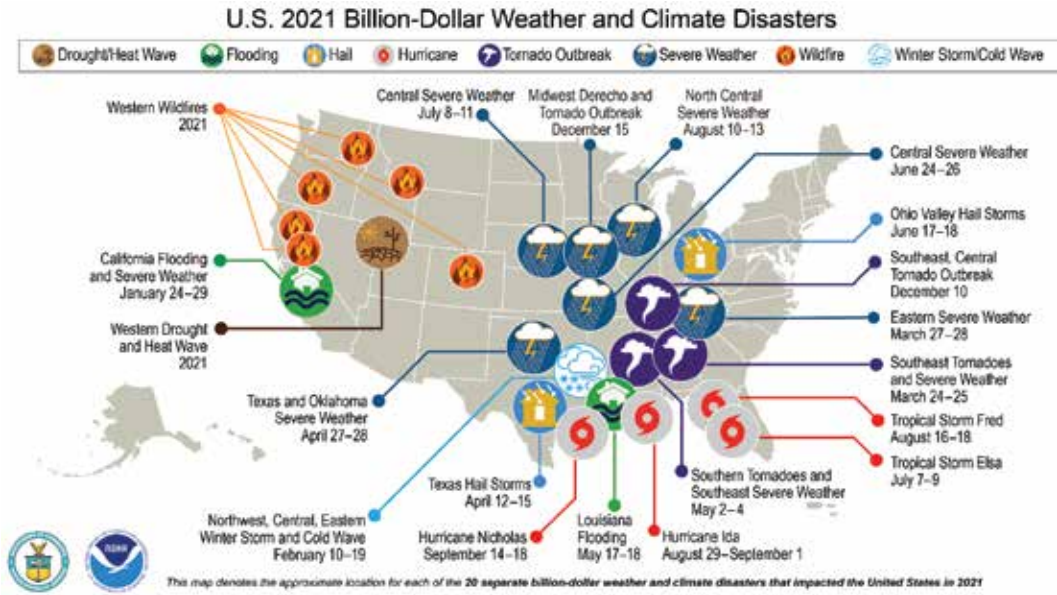 U.S. 2021 Billion-Dollar Weather and Climate Disasters
Drought/Heat Wave
Flooding
Hail
Hurricane
Tornado Outbreak
Severe Weather
Wildfire
Winter Storm/Cold Wave
Western Wildfires
2021
Central Severe Weather
July 8–11
Midwest Derecho and
Tornado Outbreak
December 15
North Central
Severe Weather
August 10–13
Central Severe Weather
June 24–26
Ohio Valley Hail Storms
June 17–18
California Flooding
and Severe Weather
January 24–29
Southeast, Central
Tornado Outbreak
December 10
Eastern Severe Weather
March 27–28
Western Drought
and Heat Wave
2021
Southeast Tornadoes
and Severe Weather
March 24–25
Texas and Oklahoma
Severe Weather
April 27–28
Tropical Storm Fred
August 16–18
Tropical Storm Elsa
July 7–9
Texas Hail Storms
April 12–15
Southern Tornadoes and
Southeast Severe Weather
May 2–4
Northwest, Central, Eastern
Winter Storm and Cold Wave
February 10–19
Hurricane Nicholas
September 14–18
Louisiana
Flooding
May 17–18
Hurricane Ida
August 29–September 1
NOAA
This map denotes the approximate location for each of the 20 separate billion-dollar weather and climate disasters that impacted the United States in 2021